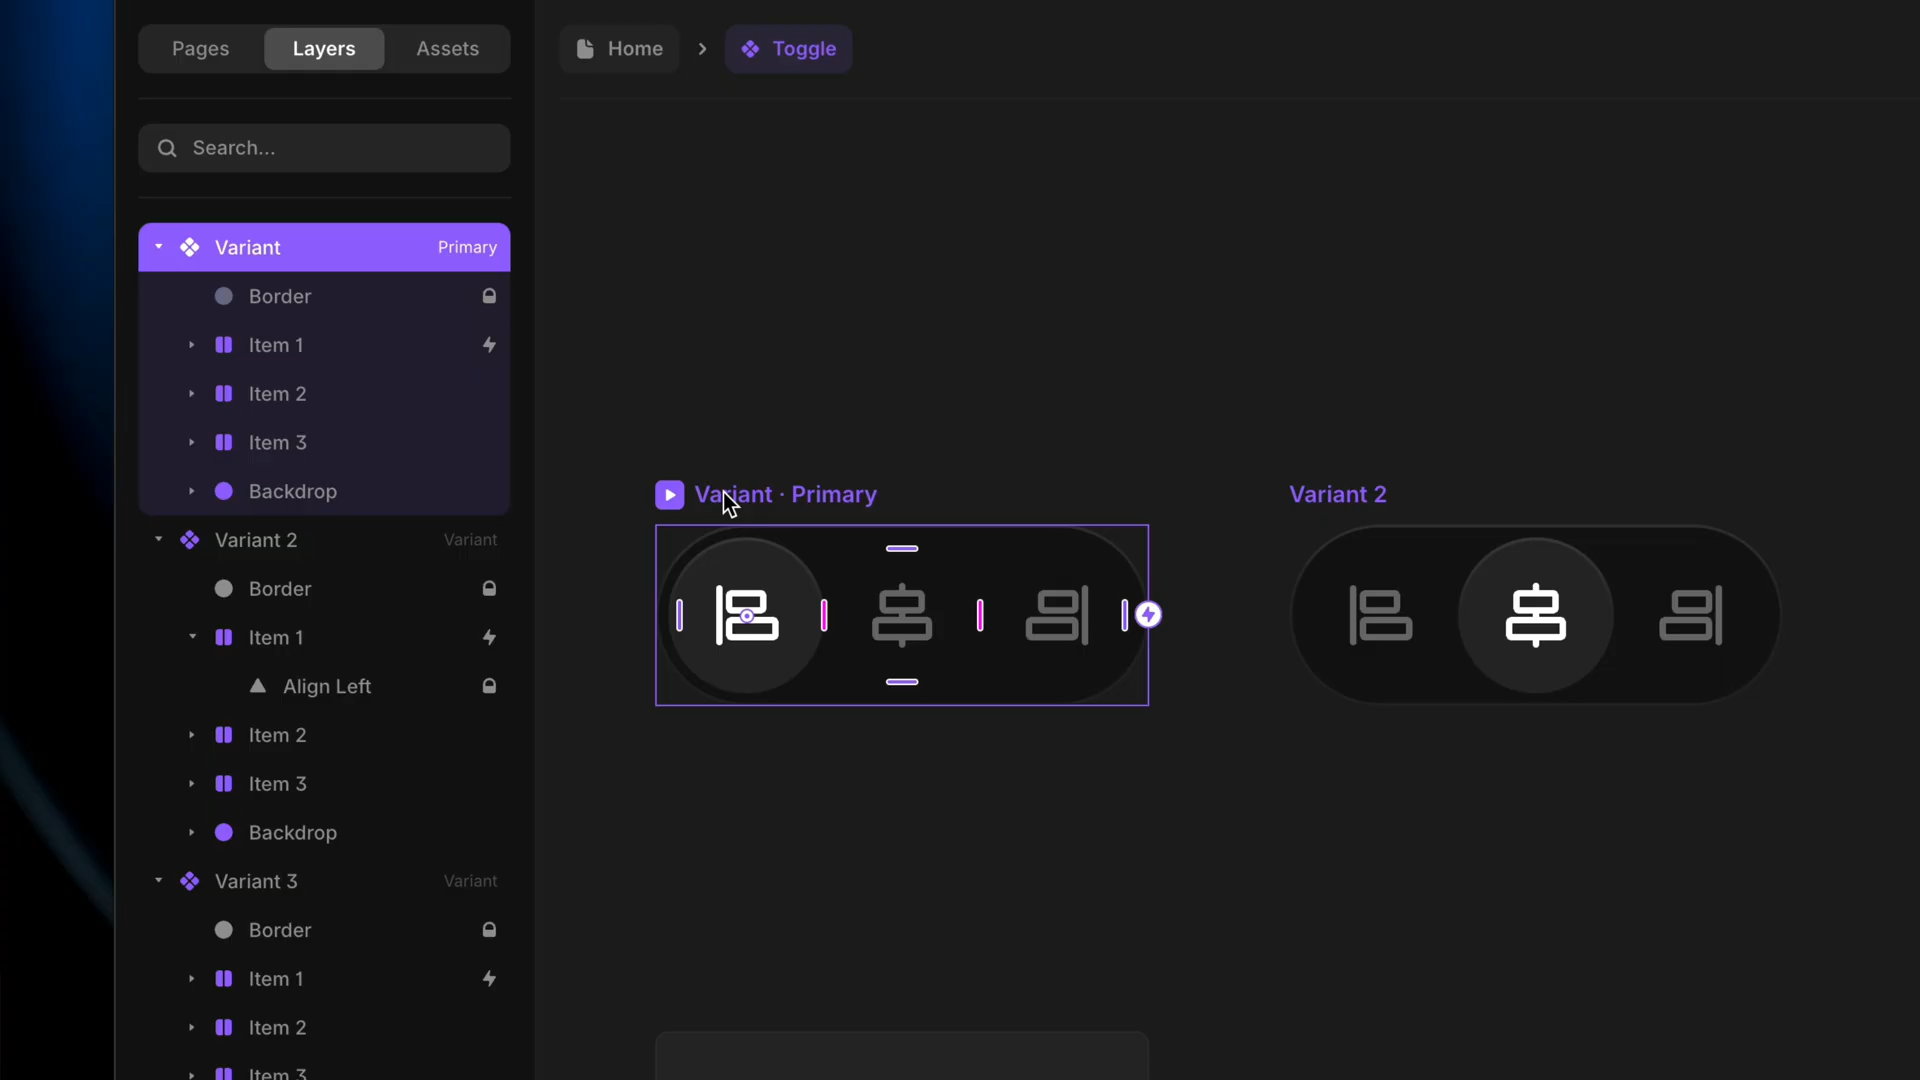 Pages
Layers
Assets
Home
Toggle
Search...
Variant
Primary
Border
Item 1
Item 2
Item 3
Backdrop
Variant 2
Variant
Border
Item 1
Align Left
Item 2
Item 3
Backdrop
Variant 3
Variant
Border
Item 1
Item 2
Item 3
Variant · Primary
Variant 2